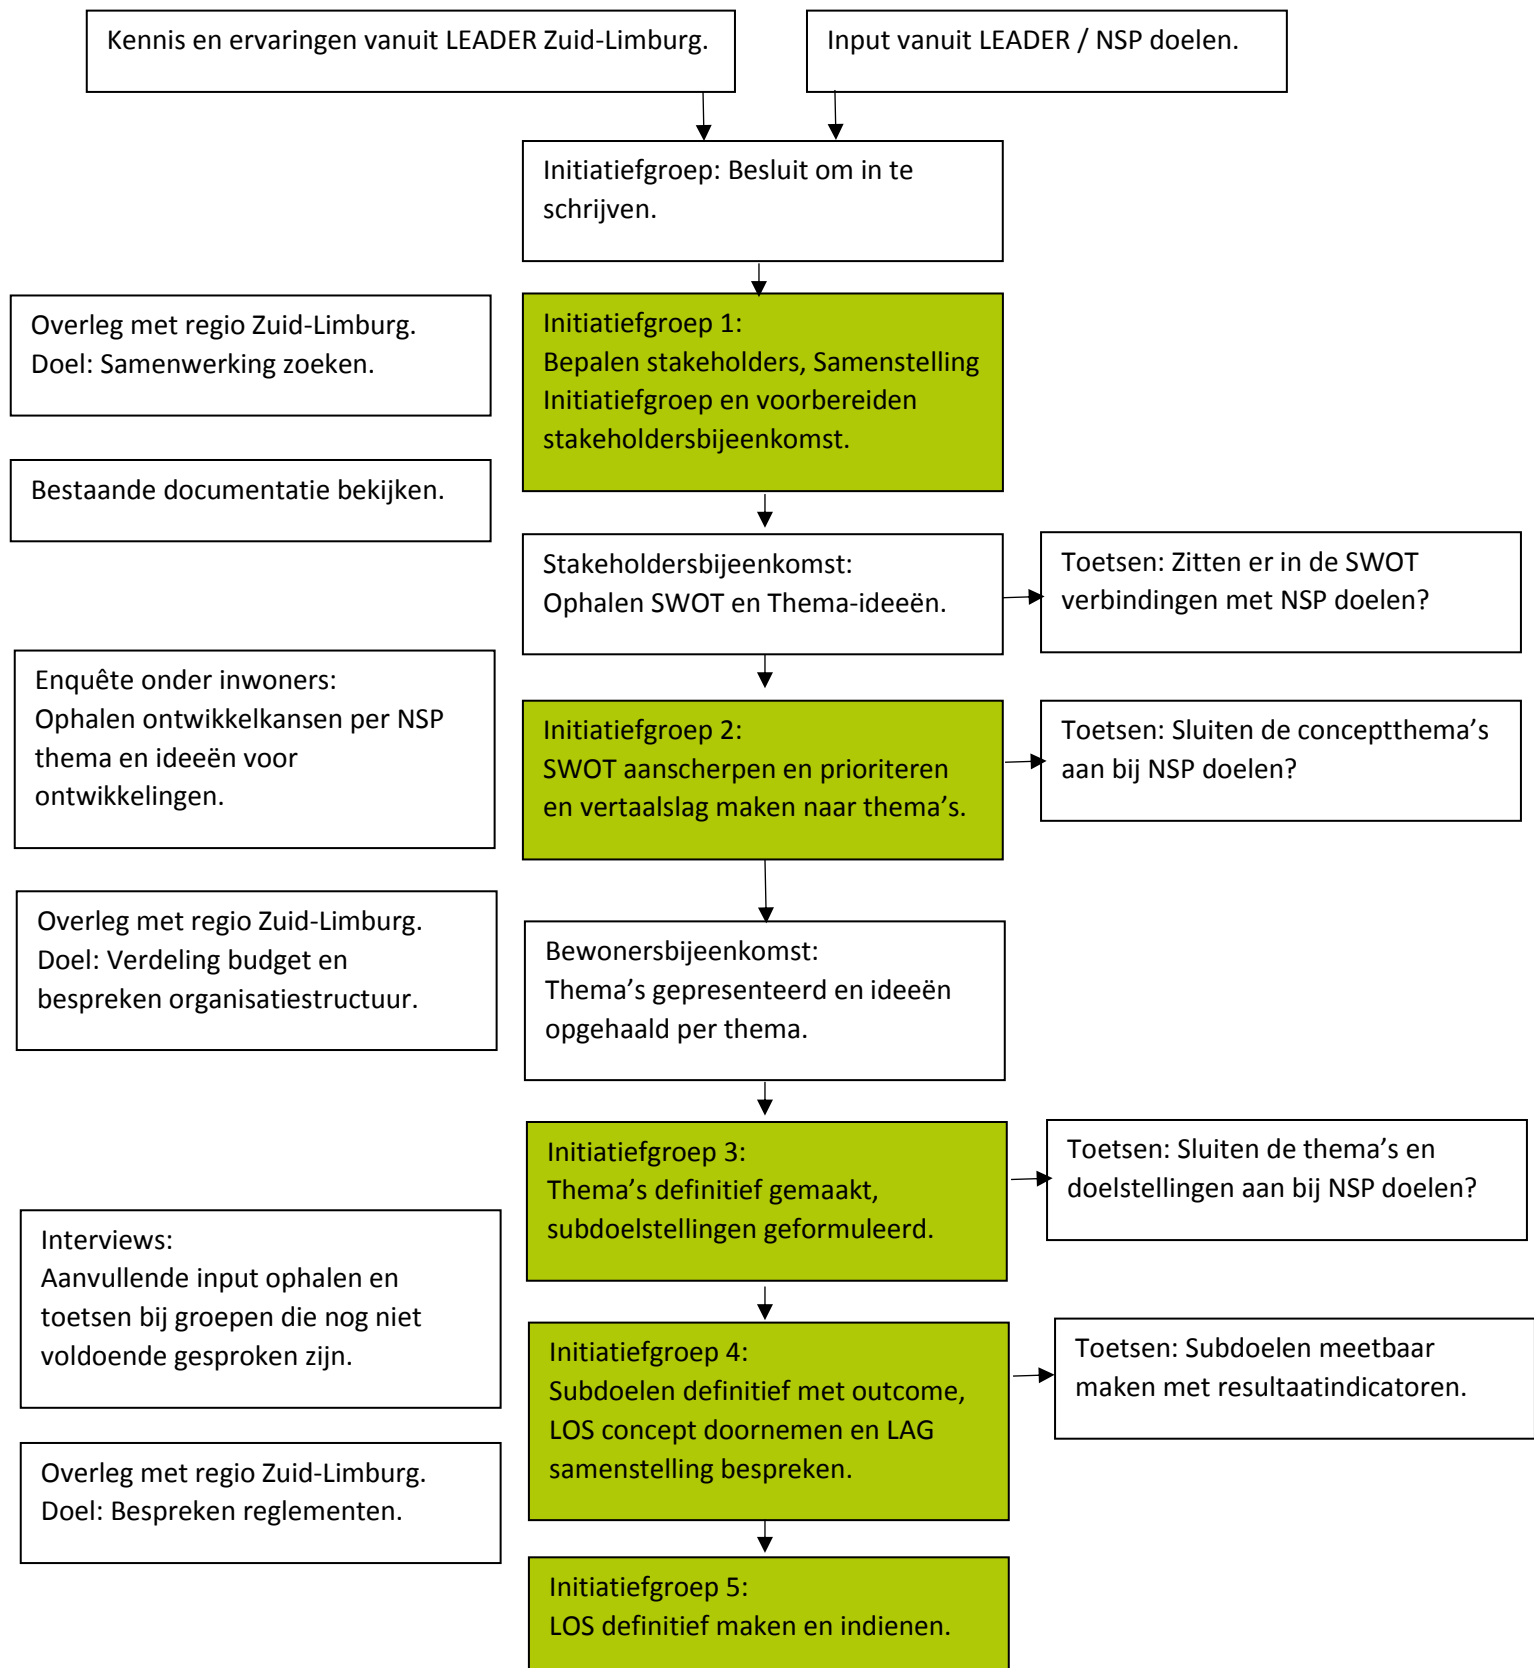 Kennis en ervaringen vanuit LEADER Zuid-Limburg.
Input vanuit LEADER / NSP doelen.
Initiatiefgroep: Besluit om in te
schrijven.
Overleg met regio Zuid-Limburg.
Doel: Samenwerking zoeken.
Initiatiefgroep 1:
Bepalen stakeholders, Samenstelling
Initiatiefgroep en voorbereiden
stakeholdersbijeenkomst.
Bestaande documentatie bekijken.
Stakeholdersbijeenkomst:
Ophalen SWOT en Thema-ideeën.
Toetsen: Zitten er in de SWOT
verbindingen met NSP doelen?
Enquête onder inwoners:
Ophalen ontwikkelkansen per NSP
thema en ideeën voor
ontwikkelingen.
Initiatiefgroep 2:
SWOT aanscherpen en prioriteren
en vertaalslag maken naar thema’s.
Toetsen: Sluiten de conceptthema’s
aan bij NSP doelen?
Overleg met regio Zuid-Limburg.
Doel: Verdeling budget en
bespreken organisatiestructuur.
Bewonersbijeenkomst:
Thema’s gepresenteerd en ideeën
opgehaald per thema.
Initiatiefgroep 3:
Thema’s definitief gemaakt,
subdoelstellingen geformuleerd.
Toetsen: Sluiten de thema’s en
doelstellingen aan bij NSP doelen?
Interviews:
Aanvullende input ophalen en
toetsen bij groepen die nog niet
voldoende gesproken zijn.
Initiatiefgroep 4:
Subdoelen definitief met outcome,
LOS concept doornemen en LAG
samenstelling bespreken.
Toetsen: Subdoelen meetbaar
maken met resultaatindicatoren.
Overleg met regio Zuid-Limburg.
Doel: Bespreken reglementen.
Initiatiefgroep 5:
LOS definitief maken en indienen.